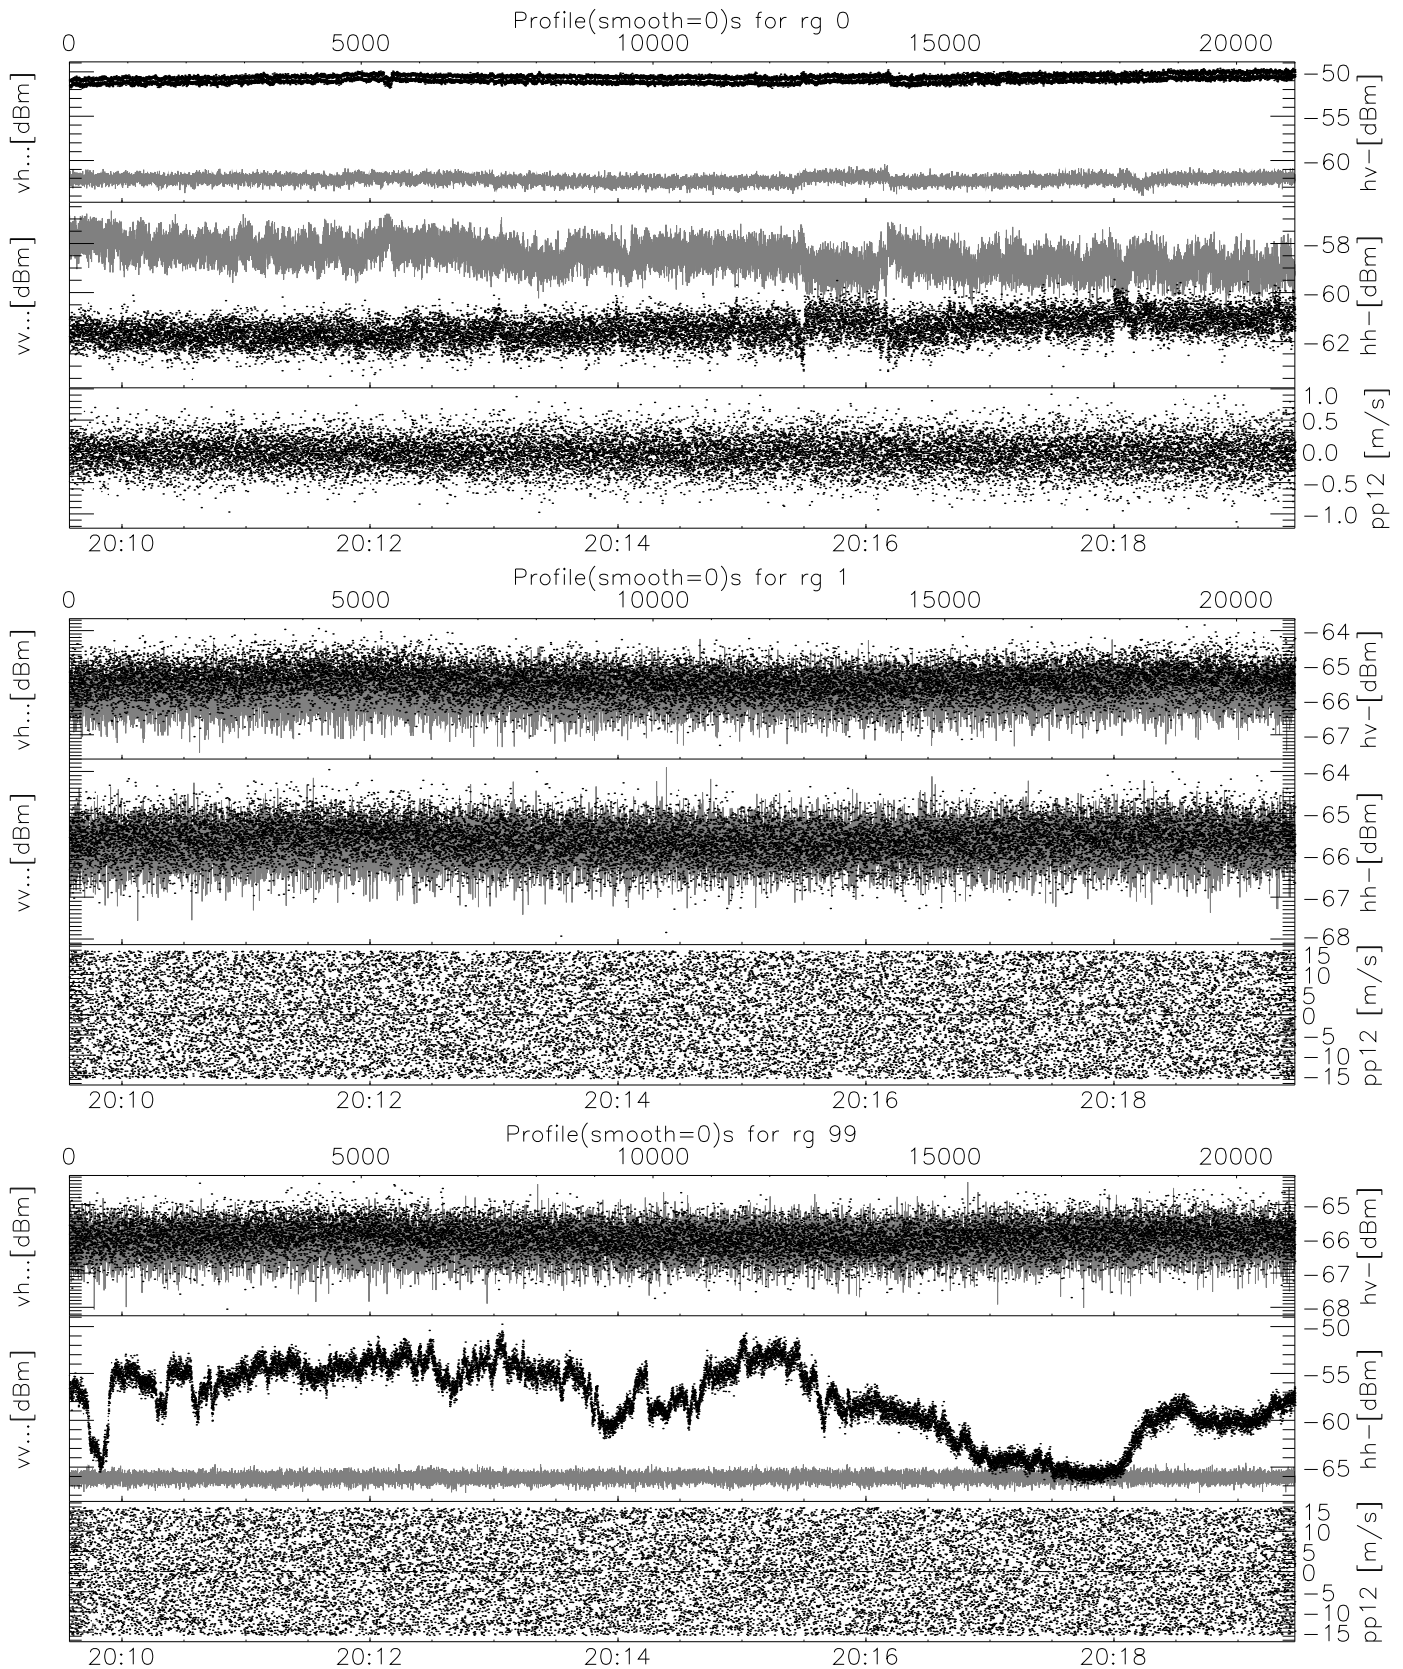 Profile(smooth=0)s for rg 0
0 5000 10000 15000 20000
vh...[dBm]
-50
-55
-60
hv-[dBm]
vv...[dBm]
-58
-60
-62
hh-[dBm]
1.0
0.5
0.0
-0.5
-1.0
pp12 [m/s]
20:10 20:12 20:14 20:16 20:18
Profile(smooth=0)s for rg 1
0 5000 10000 15000 20000
vh...[dBm]
-64
-65
-66
-67
hv-[dBm]
vv...[dBm]
-64
-65
-66
-67
-68
hh-[dBm]
15
10
5
0
-5
-10
-15
pp12 [m/s]
20:10 20:12 20:14 20:16 20:18
Profile(smooth=0)s for rg 99
0 5000 10000 15000 20000
vh...[dBm]
-65
-66
-67
-68
hv-[dBm]
vv...[dBm]
-50
-55
-60
-65
hh-[dBm]
15
10
5
0
-5
-10
-15
pp12 [m/s]
20:10 20:12 20:14 20:16 20:18